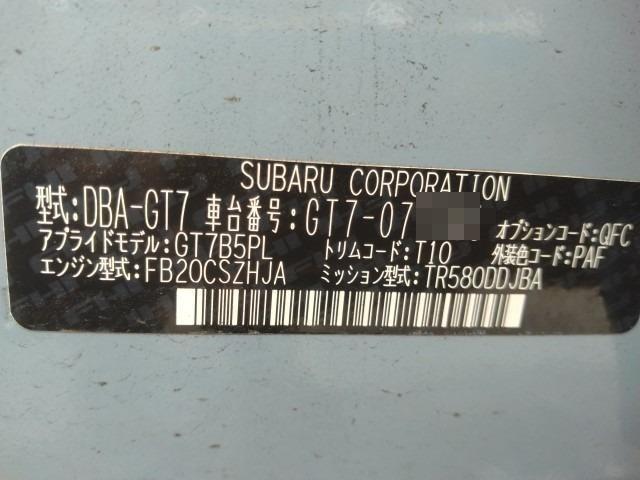 SUBARU CORPORATION
型式:DBA-GT7 車台番号:GT7-07 オプションコード:QFC
アプライドモデル:GT7B5PL トリムコード:T10 外装色コード:PAF
エンジン型式:FB20CSZHJA ミッション型式:TR580DDJBA